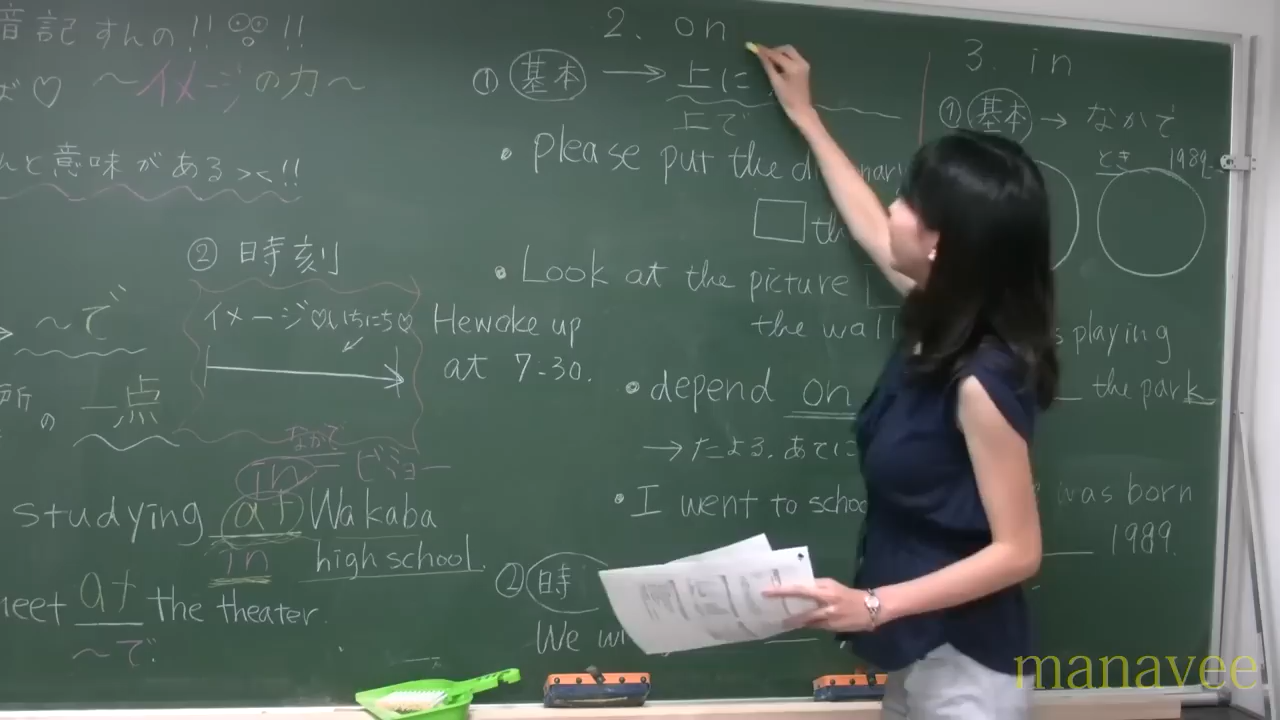 音記すんの!! !!
♡ ～イメージの力～
んと意味がある><!!
② 時刻
～で
イメージ♡いちにち♡
He woke up
at 7:30.
所の一点
なかで
in
studying at Wakaba
in high school.
meet at the theater.
～で
2. on
① 基本 → 上に
上で
• please put the
• Look at the picture
the wall
• depend on
→ たよる. あてに
• I went to
② 時
We
3. in
① 基本 → なかで
とき 1989
playing
the park
was born
1989.
manavee